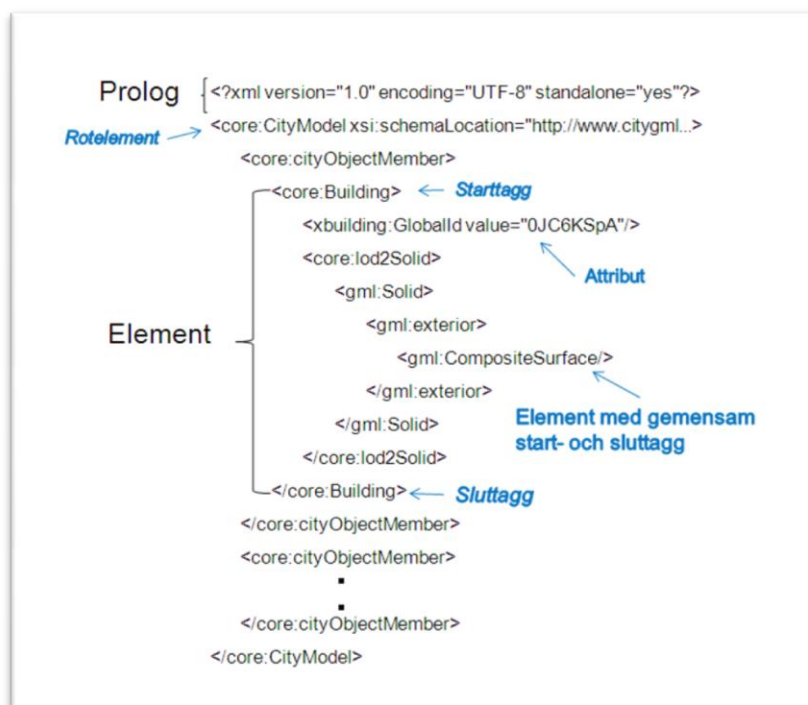 Prolog <?xml version="1.0" encoding="UTF-8" standalone="yes"?>
Rotelement <core:CityModel xsi:schemaLocation="http://www.citygml...>
<core:cityObjectMember>
<core:Building> Starttagg
<xbuilding:GlobalId value="0JC6KSpA"/>
<core:lod2Solid> Attribut
<gml:Solid>
Element <gml:exterior>
<gml:CompositeSurface/>
</gml:exterior>
</gml:Solid> Element med gemensam
start- och sluttagg
</core:lod2Solid>
</core:Building> Sluttagg
</core:cityObjectMember>
<core:cityObjectMember>
.
.
</core:cityObjectMember>
</core:CityModel>